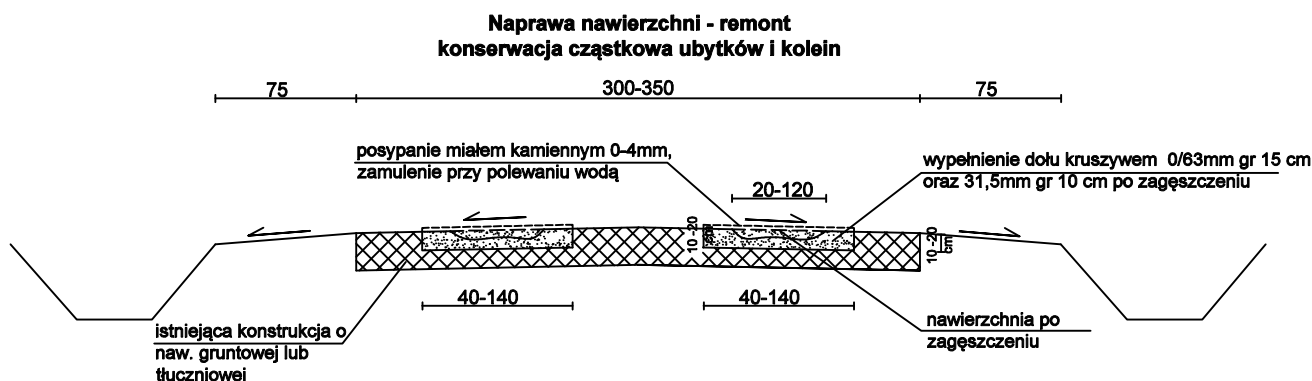 Naprawa nawierzchni - remont
konserwacja cząstkowa ubytków i kolein
75
300-350
75
posypanie miałem kamiennym 0-4mm,
zamulenie przy polewaniu wodą
wypełnienie dołu kruszywem 0/63mm gr 15 cm
oraz 31,5mm gr 10 cm po zagęszczeniu
20-120
10 -20
cm
10 -20
cm
40-140
40-140
istniejąca konstrukcja o
naw. gruntowej lub
tłuczniowej
nawierzchnia po
zagęszczeniu